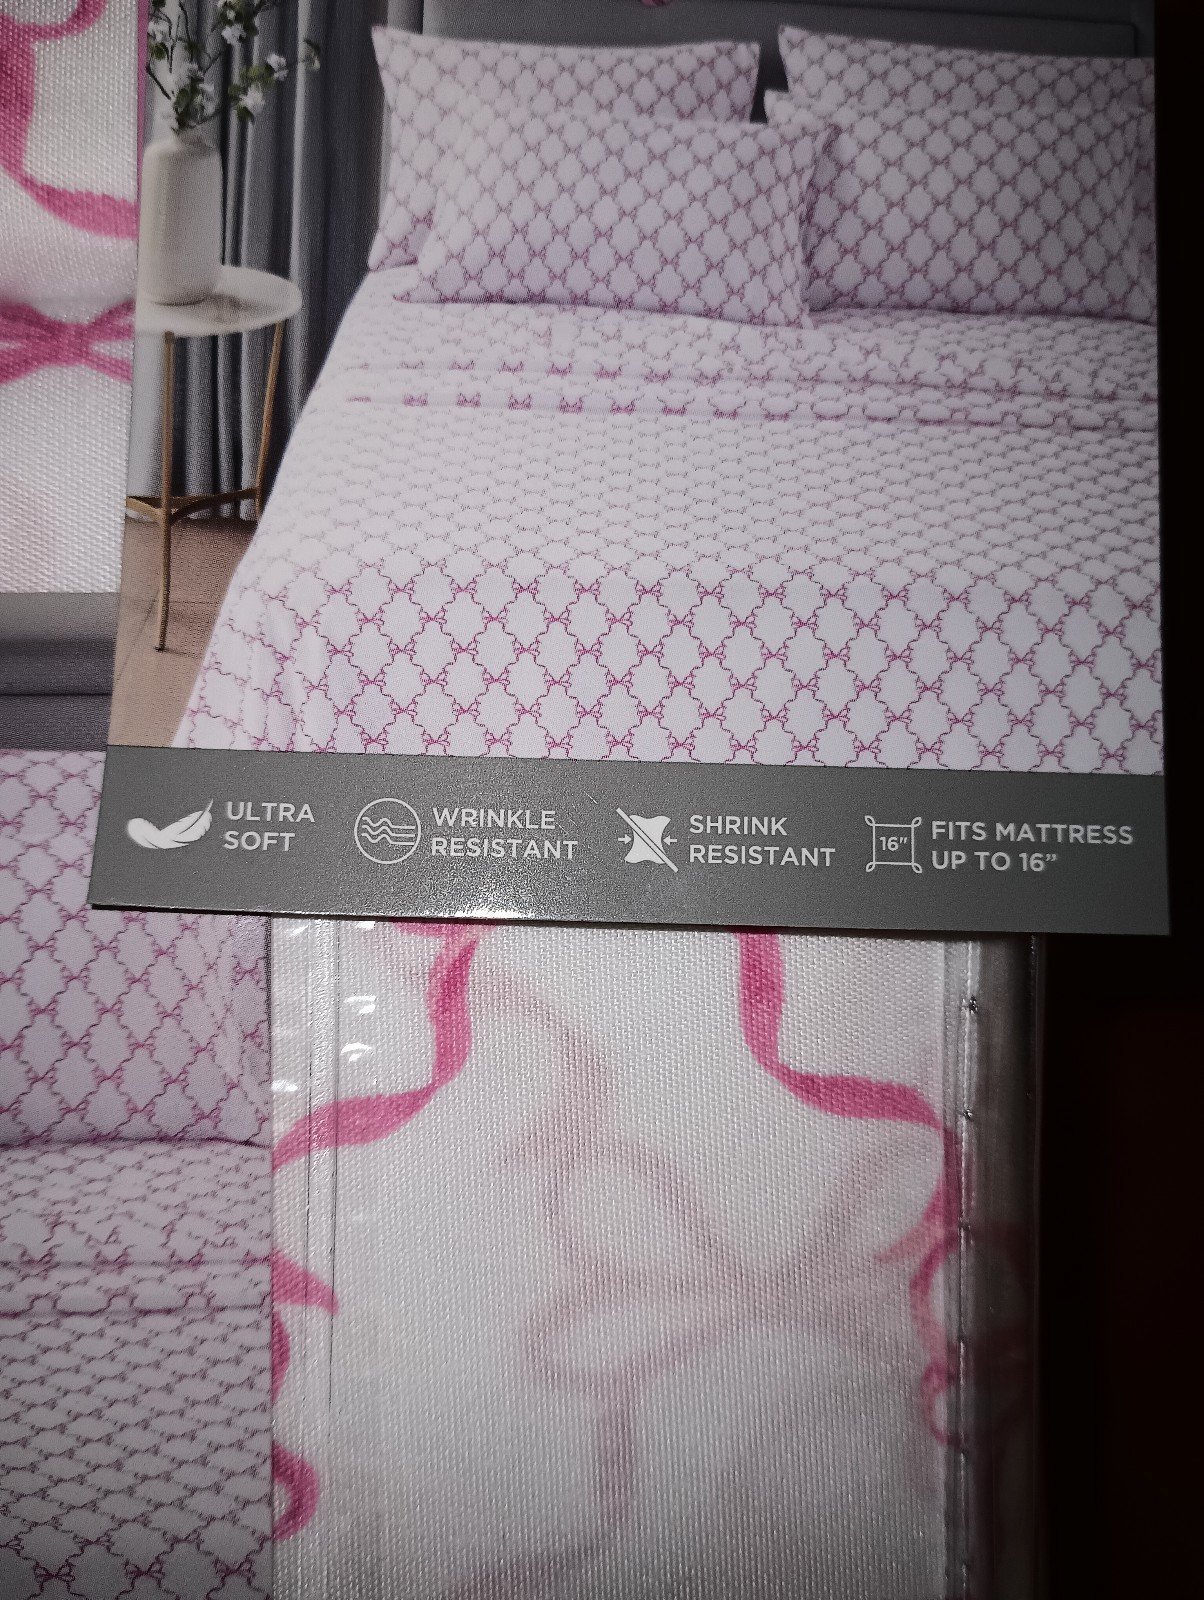 ULTRA
SOFT
WRINKLE
RESISTANT
SHRINK
RESISTANT
16"
FITS MATTRESS
UP TO 16"